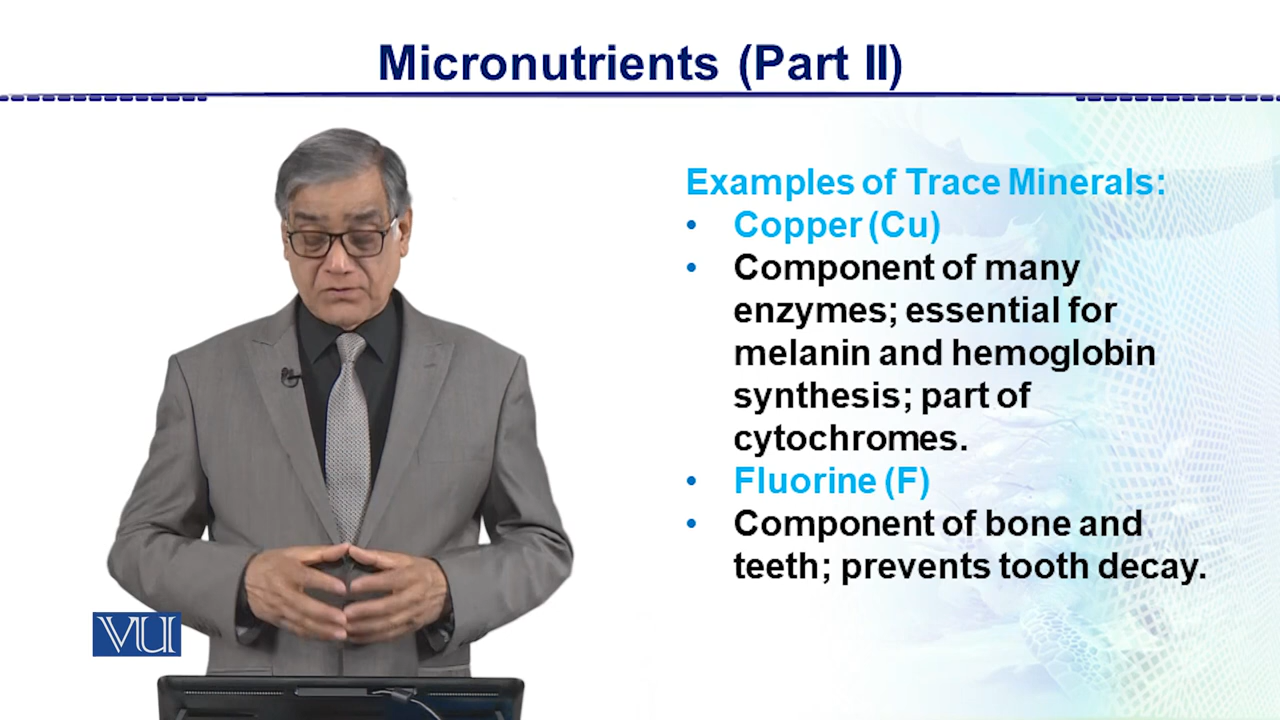 Micronutrients (Part II)
Examples of Trace Minerals:
• Copper (Cu)
• Component of many
enzymes; essential for
melanin and hemoglobin
synthesis; part of
cytochromes.
• Fluorine (F)
• Component of bone and
teeth; prevents tooth decay.
VU